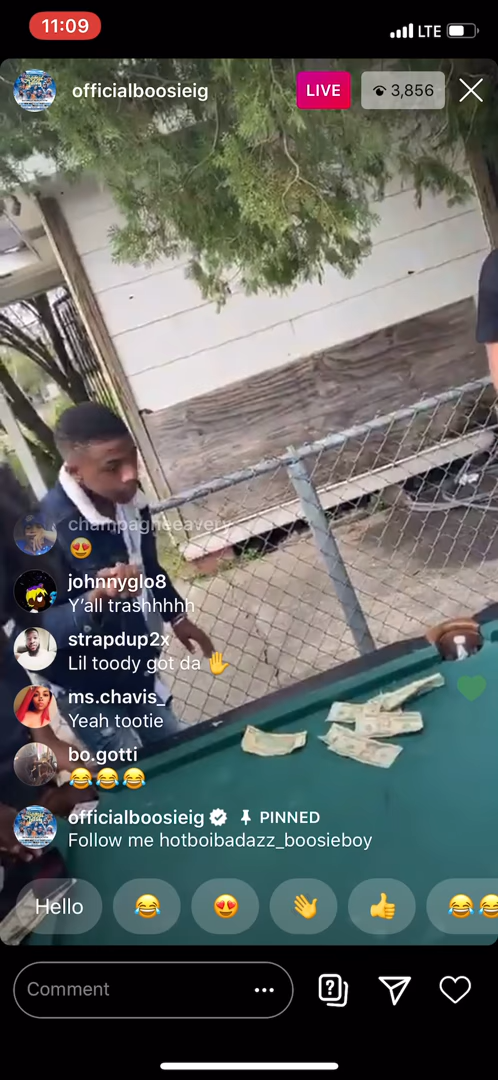 11:09
LTE
officialboosieig
LIVE
3,856
champagneeavery
😍
johnnyglo8
Y'all trashhhhh
strapdup2x
Lil toody got da ✋
ms.chavis_
Yeah tootie
bo.gotti
😂😂😂
officialboosieig PINNED
Follow me hotboibadazz_boosieboy
Hello 😂 😍 👋 👍 😂😂
Comment